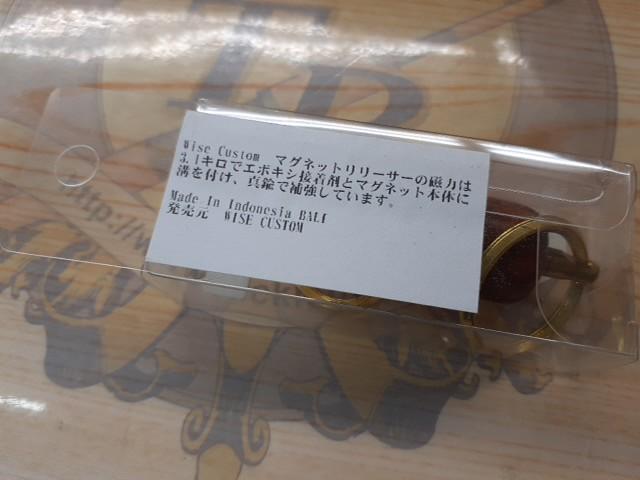 Wise Custom マグネットリリーサーの磁力は
3.1キロでエポキシ接着剤とマグネット本体に
溝を付け、真鍮で補強しています。
Made In Indonesia BALI
発売元 WISE CUSTOM
http://w